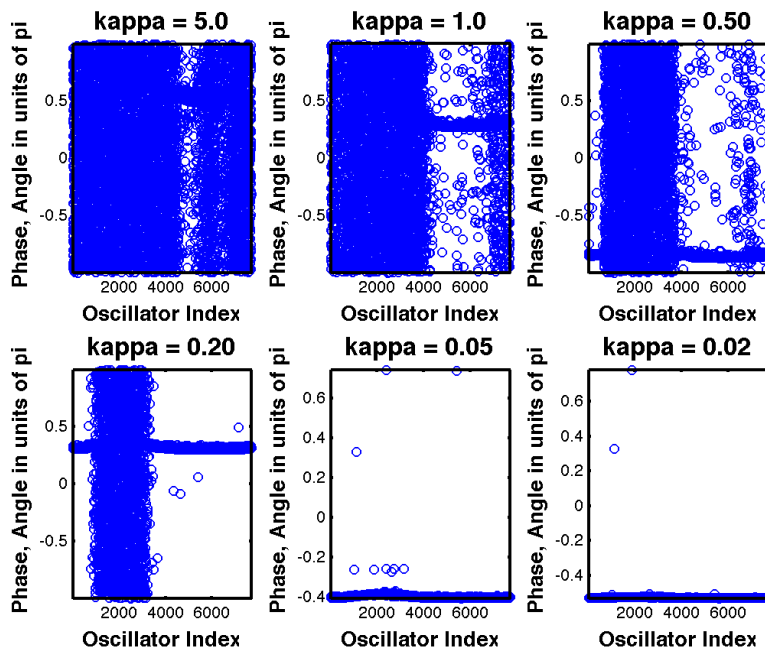 kappa = 5.0
kappa = 1.0
kappa = 0.50
Phase, Angle in units of pi
0.5
0
-0.5
2000 4000 6000
Oscillator Index
Phase, Angle in units of pi
0.5
0
-0.5
2000 4000 6000
Oscillator Index
Phase, Angle in units of pi
0.5
0
-0.5
2000 4000 6000
Oscillator Index
kappa = 0.20
kappa = 0.05
kappa = 0.02
Phase, Angle in units of pi
0.5
0
-0.5
2000 4000 6000
Oscillator Index
Phase, Angle in units of pi
0.6
0.4
0.2
0
-0.2
-0.4
2000 4000 6000
Oscillator Index
Phase, Angle in units of pi
0.6
0.4
0.2
0
-0.2
-0.4
2000 4000 6000
Oscillator Index